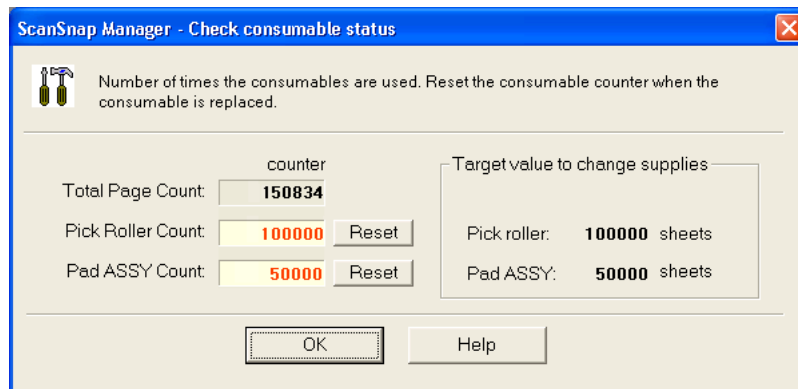 ScanSnap Manager - Check consumable status
Number of times the consumables are used. Reset the consumable counter when the
consumable is replaced.
counter
Total Page Count: 150834
Pick Roller Count: 100000 Reset
Pad ASSY Count: 50000 Reset
Target value to change supplies
Pick roller: 100000 sheets
Pad ASSY: 50000 sheets
OK Help